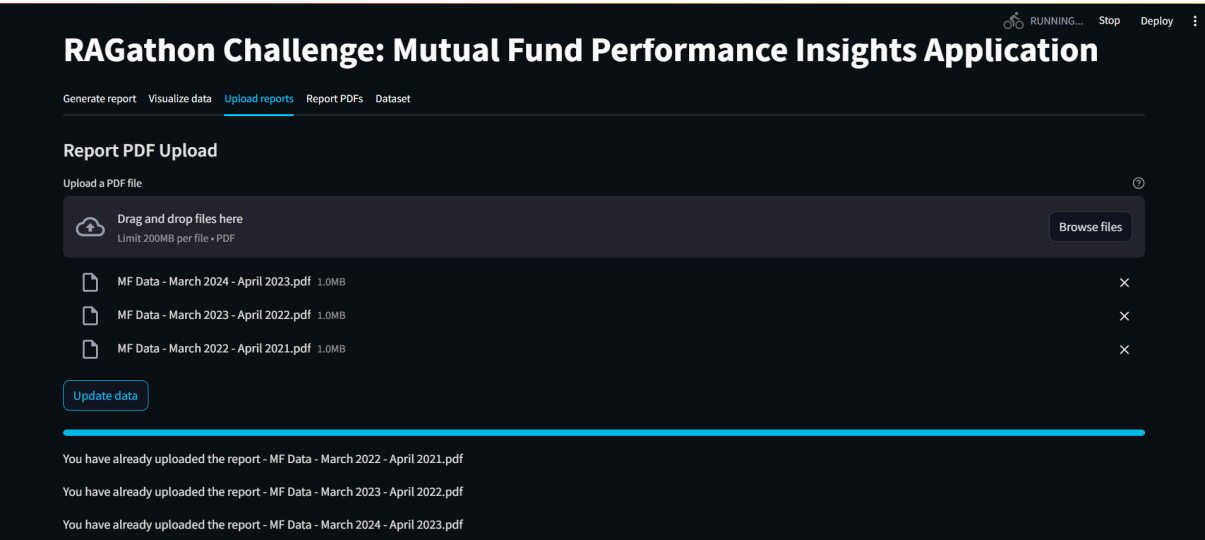 RUNNING... Stop Deploy
RAGathon Challenge: Mutual Fund Performance Insights Application
Generate report Visualize data Upload reports Report PDFs Dataset
Report PDF Upload
Upload a PDF file
Drag and drop files here
Limit 200MB per file • PDF
Browse files
MF Data - March 2024 - April 2023.pdf 1.0MB
MF Data - March 2023 - April 2022.pdf 1.0MB
MF Data - March 2022 - April 2021.pdf 1.0MB
Update data
You have already uploaded the report - MF Data - March 2022 - April 2021.pdf
You have already uploaded the report - MF Data - March 2023 - April 2022.pdf
You have already uploaded the report - MF Data - March 2024 - April 2023.pdf